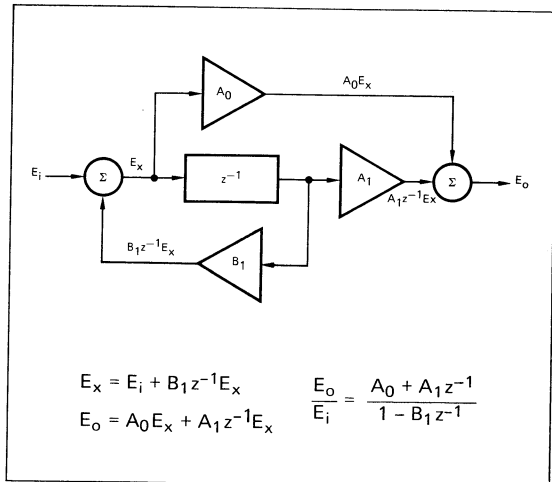 A₀
A₀Eₓ
Eᵢ
Σ
Eₓ
z⁻¹
A₁
A₁z⁻¹Eₓ
Σ
Eₒ
B₁z⁻¹Eₓ
B₁
Eₓ = Eᵢ + B₁z⁻¹Eₓ
Eₒ = A₀Eₓ + A₁z⁻¹Eₓ
Eₒ/Eᵢ = (A₀ + A₁z⁻¹)/(1 − B₁z⁻¹)